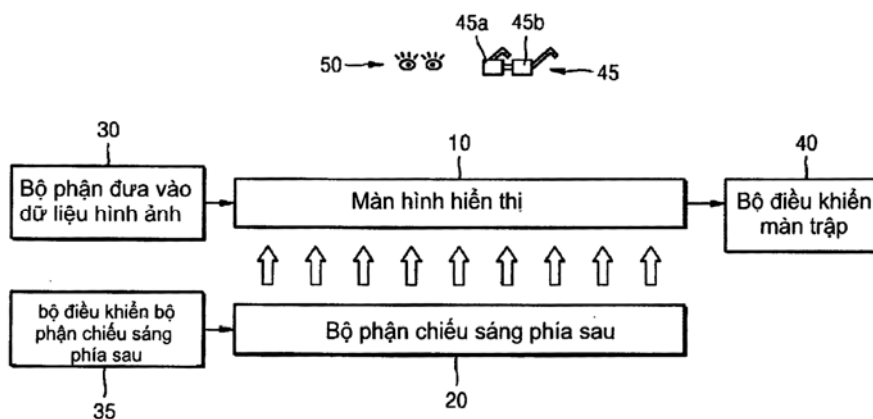 45a 45b
50 45
30 10 40
Bộ phận đưa vào
dữ liệu hình ảnh
Màn hình hiển thị
Bộ điều khiển
màn trập
bộ điều khiển bộ
phận chiếu sáng
phía sau
Bộ phận chiếu sáng phía sau
35 20